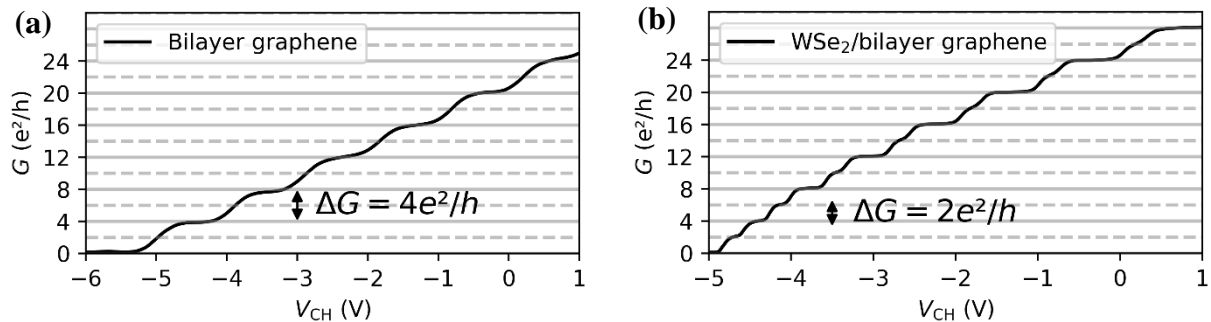 (a)
Bilayer graphene
24
20
16
12
8
4
0
G (e²/h)
ΔG = 4e²/h
−6 −5 −4 −3 −2 −1 0 1
V_CH (V)
(b)
WSe₂/bilayer graphene
24
20
16
12
8
4
0
G (e²/h)
ΔG = 2e²/h
−5 −4 −3 −2 −1 0 1
V_CH (V)